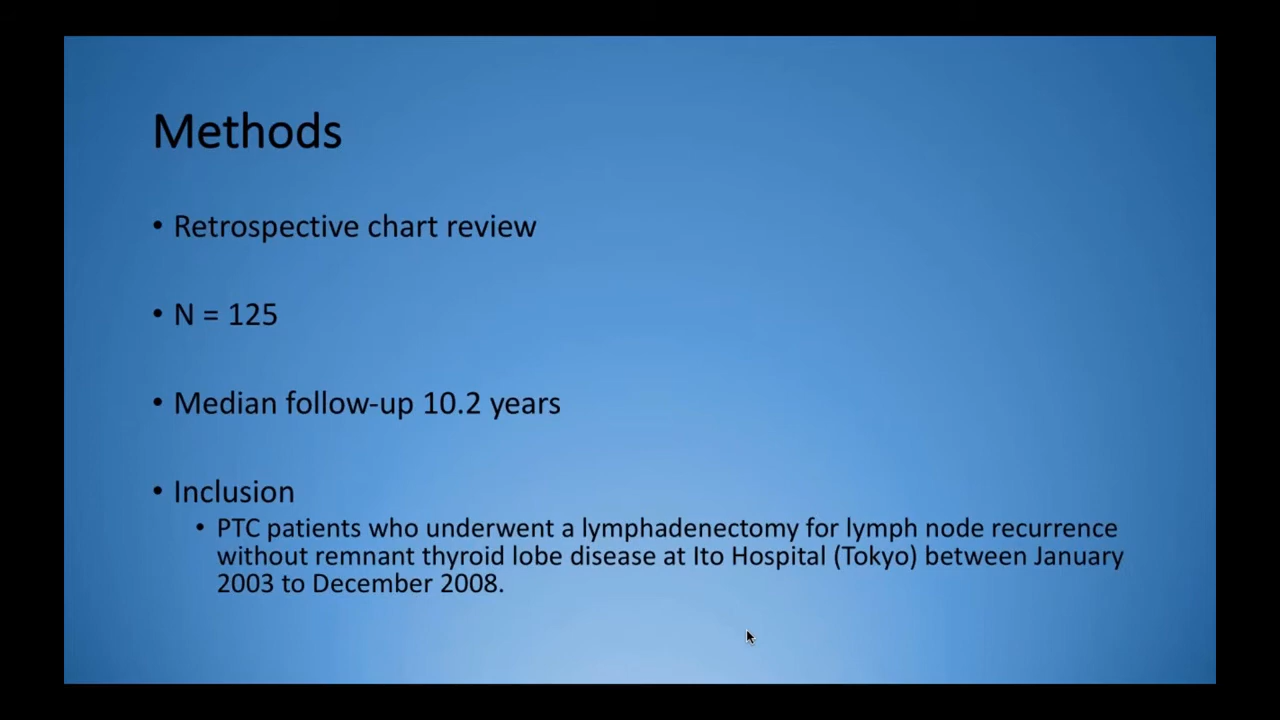 Methods
• Retrospective chart review
• N = 125
• Median follow-up 10.2 years
• Inclusion
• PTC patients who underwent a lymphadenectomy for lymph node recurrence
without remnant thyroid lobe disease at Ito Hospital (Tokyo) between January
2003 to December 2008.